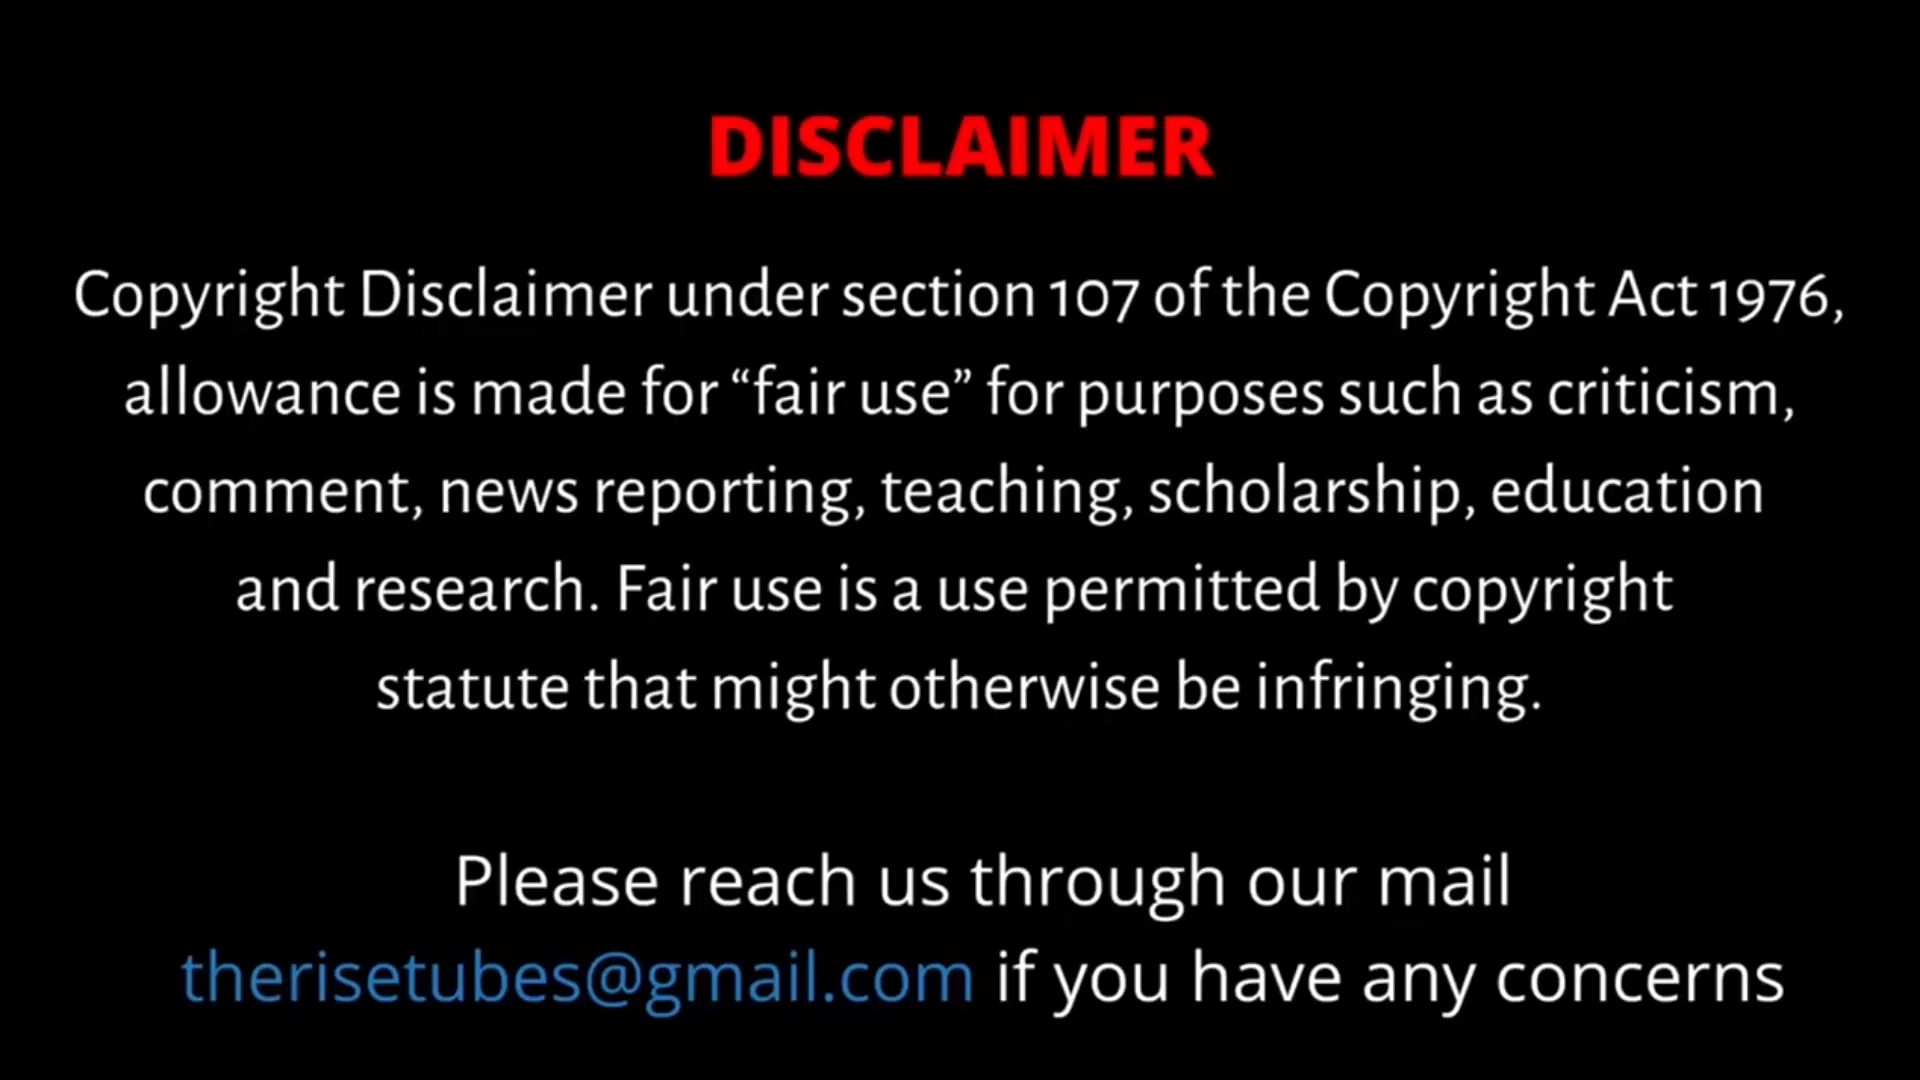 DISCLAIMER
Copyright Disclaimer under section 107 of the Copyright Act 1976,
allowance is made for “fair use” for purposes such as criticism,
comment, news reporting, teaching, scholarship, education
and research. Fair use is a use permitted by copyright
statute that might otherwise be infringing.
Please reach us through our mail
therisetubes@gmail.com if you have any concerns